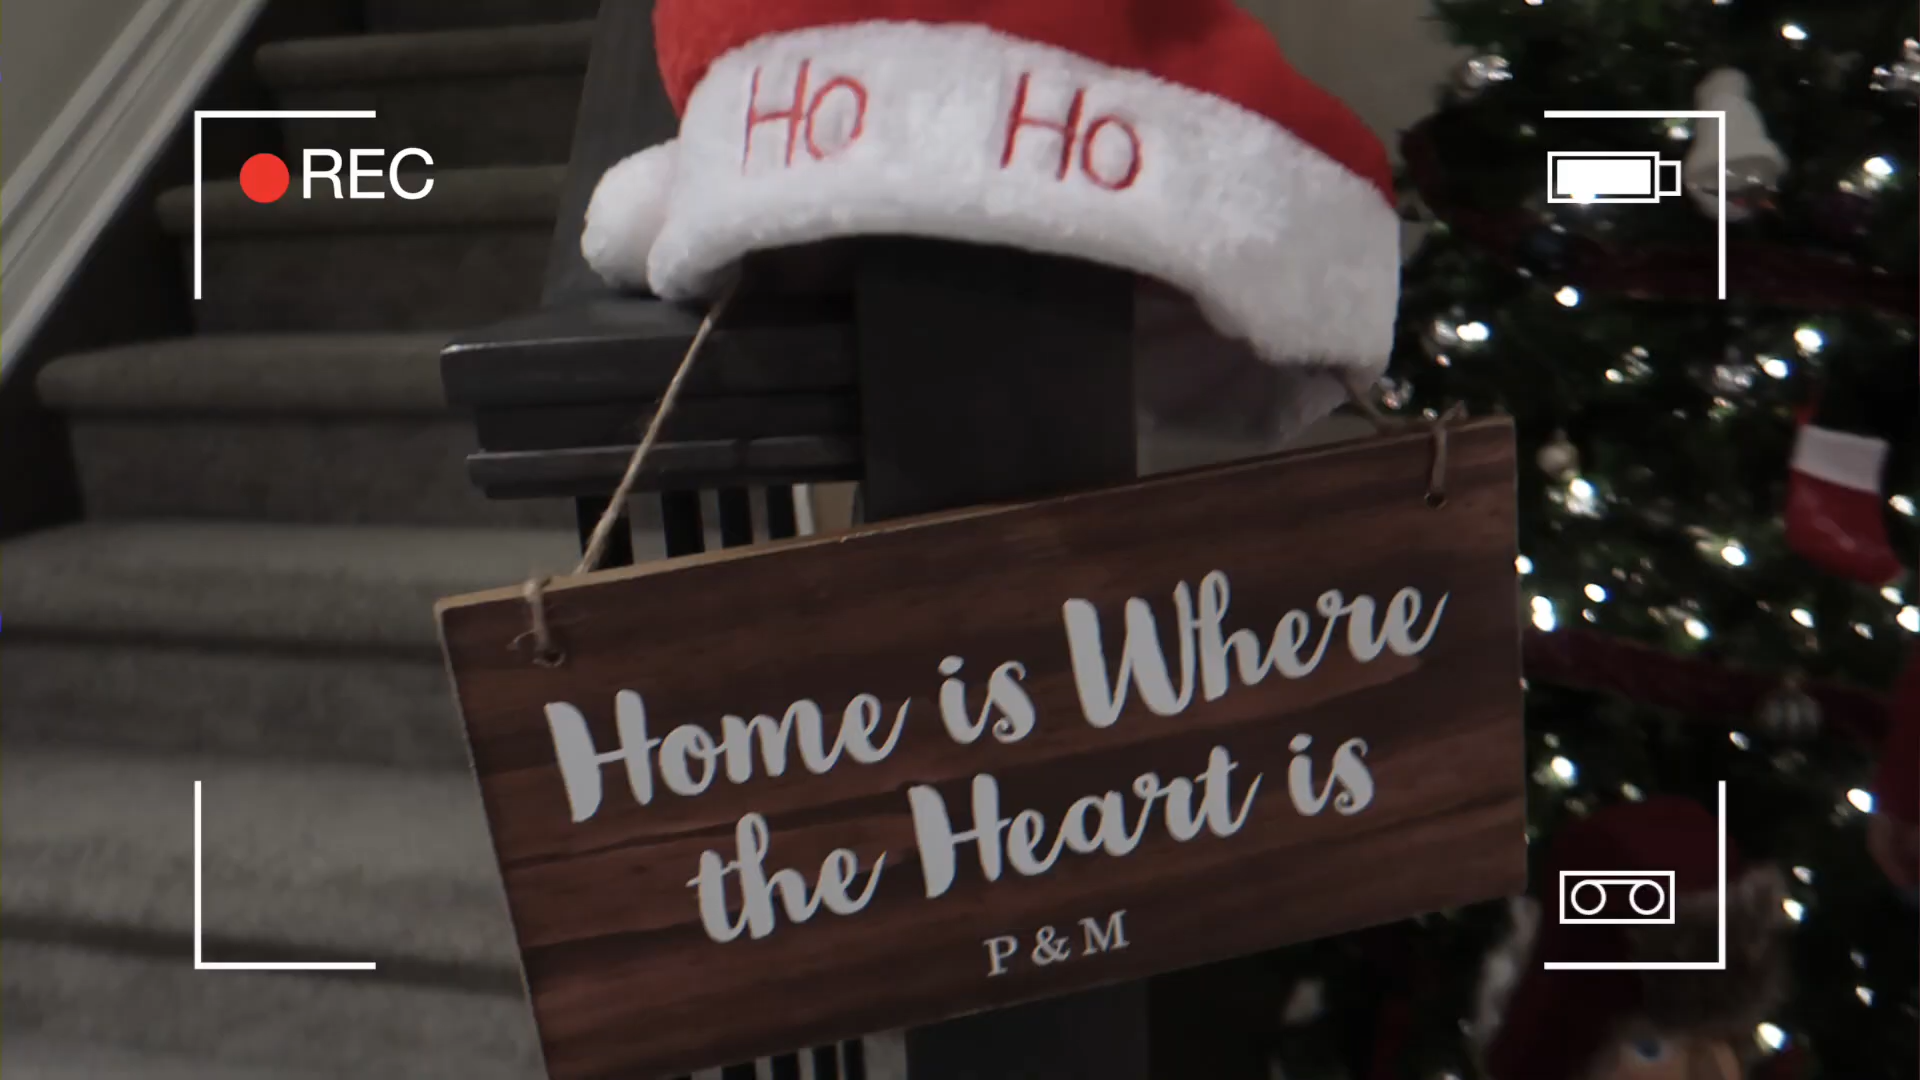 Ho Ho
REC
Home is Where
the Heart is
P & M